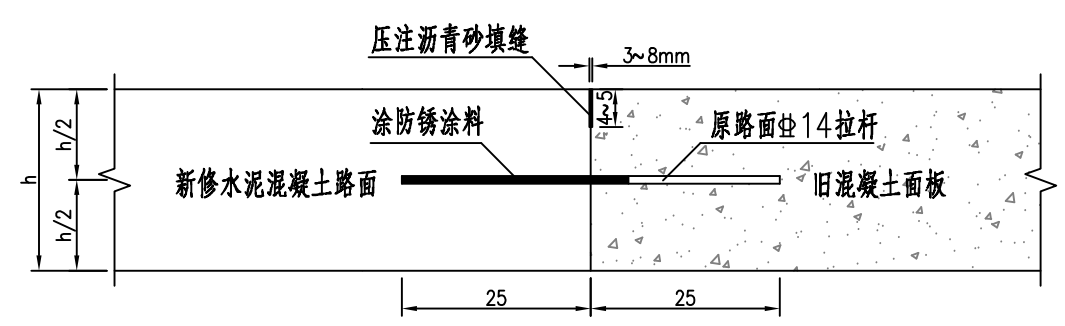 压注沥青砂填缝
3~8mm
4~5
涂防锈涂料
原路面⌽14拉杆
h/2
h
新修水泥混凝土路面
旧混凝土面板
h/2
25
25